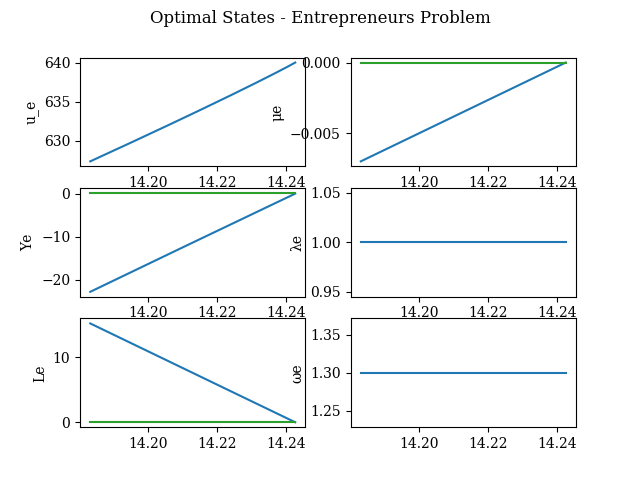 Optimal States - Entrepreneurs Problem
640
635
630
u_e
14.20 14.22 14.24
0.000
−0.005
μe
14.20 14.22 14.24
0
−10
−20
Ye
14.20 14.22 14.24
1.05
1.00
0.95
λe
14.20 14.22 14.24
10
0
Le
14.20 14.22 14.24
1.35
1.30
1.25
ωe
14.20 14.22 14.24